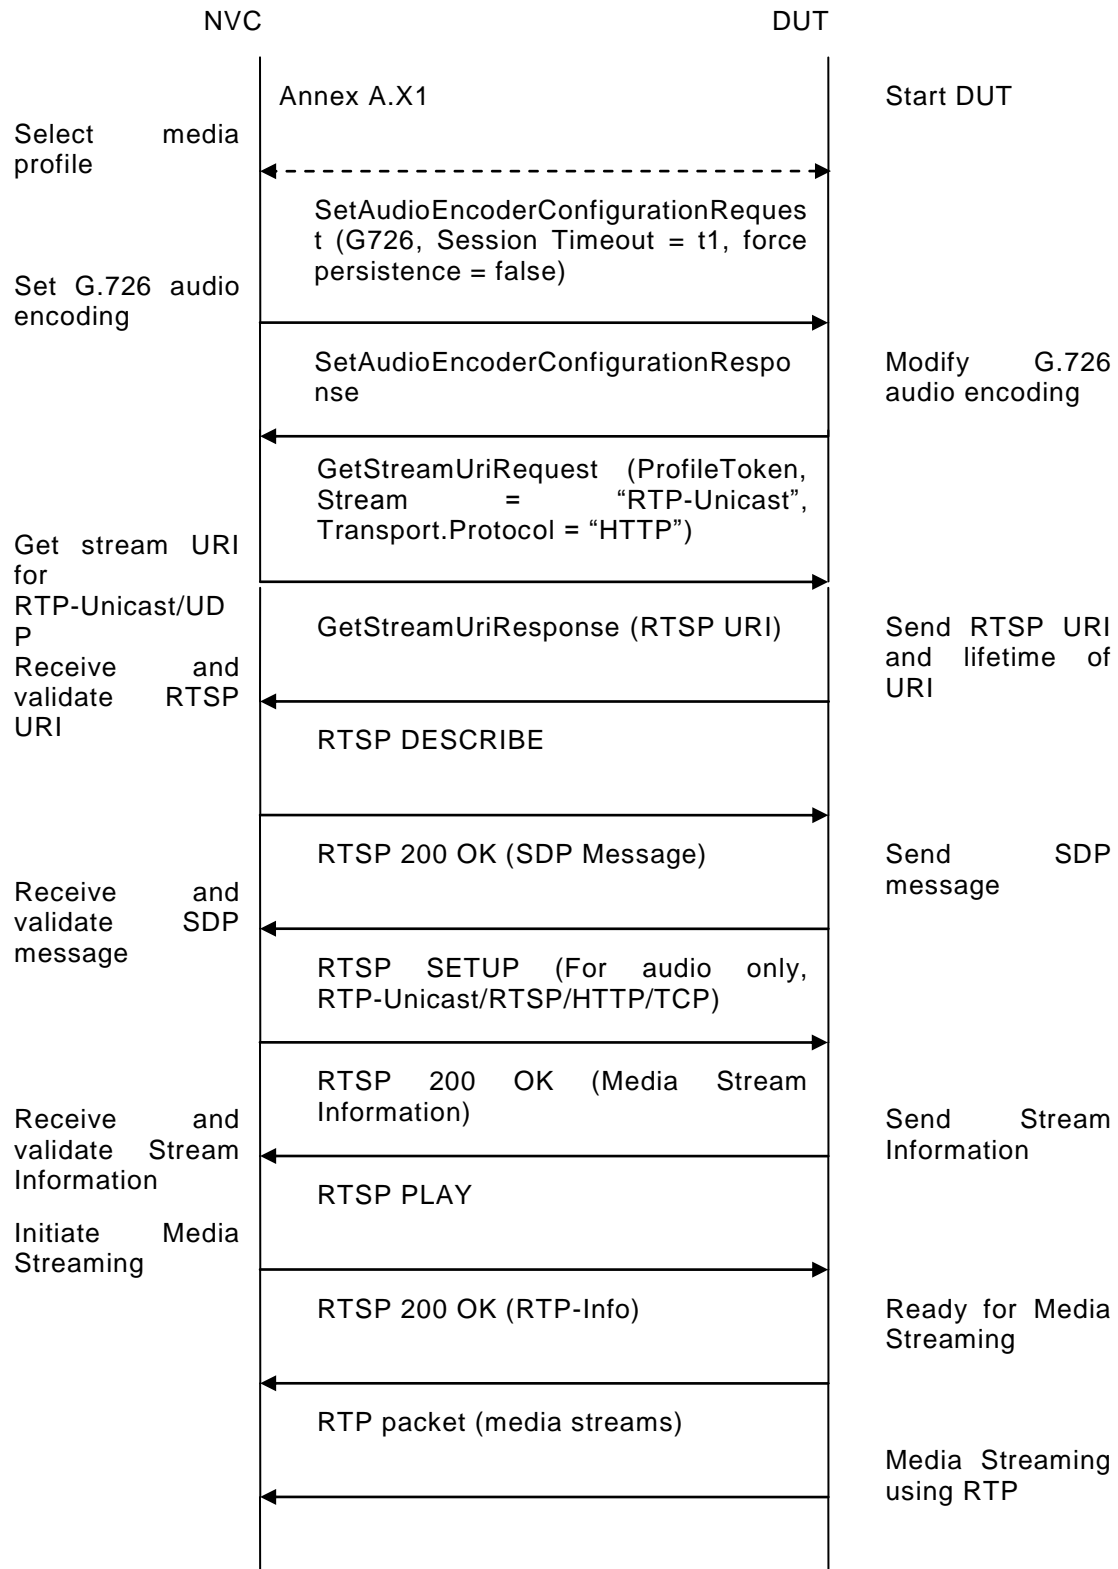 NVC DUT
Annex A.X1 Start DUT
Select media
profile
SetAudioEncoderConfigurationReques
t (G726, Session Timeout = t1, force
persistence = false)
Set G.726 audio
encoding
SetAudioEncoderConfigurationRespo
nse
Modify G.726
audio encoding
GetStreamUriRequest (ProfileToken,
Stream = “RTP-Unicast”,
Transport.Protocol = “HTTP”)
Get stream URI
for
RTP-Unicast/UD
P
GetStreamUriResponse (RTSP URI)
Send RTSP URI
and lifetime of
URI
Receive and
validate RTSP
URI
RTSP DESCRIBE
RTSP 200 OK (SDP Message)
Send SDP
message
Receive and
validate SDP
message
RTSP SETUP (For audio only,
RTP-Unicast/RTSP/HTTP/TCP)
RTSP 200 OK (Media Stream
Information)
Receive and
validate Stream
Information
Send Stream
Information
RTSP PLAY
Initiate Media
Streaming
RTSP 200 OK (RTP-Info)
Ready for Media
Streaming
RTP packet (media streams)
Media Streaming
using RTP